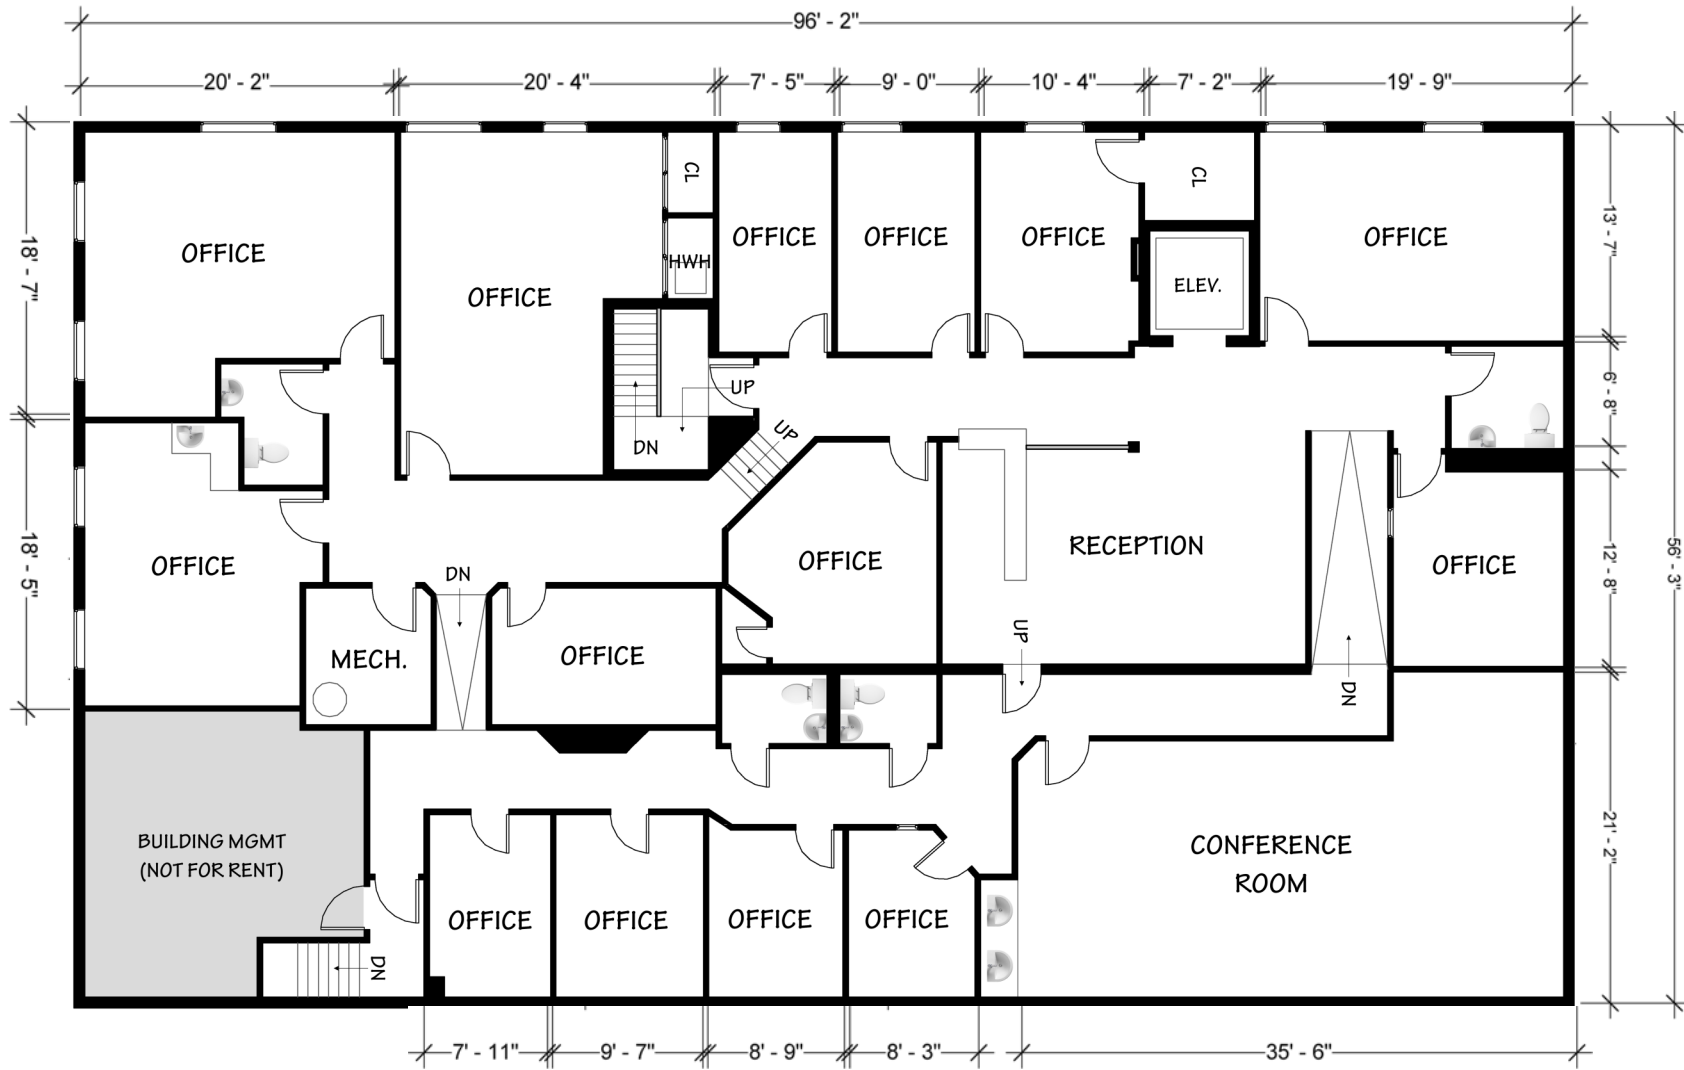 96' - 2"
20' - 2"
20' - 4"
7' - 5"
9' - 0"
10' - 4"
7' - 2"
19' - 9"
18' - 7"
13' - 7"
CL
CL
OFFICE
OFFICE
OFFICE
OFFICE
OFFICE
OFFICE
HWH
ELEV.
6' - 8"
UP
UP
DN
18' - 5"
OFFICE
OFFICE
RECEPTION
OFFICE
12' - 8"
56' - 3"
DN
UP
MECH.
OFFICE
DN
BUILDING MGMT
(NOT FOR RENT)
CONFERENCE
ROOM
21' - 2"
OFFICE
OFFICE
OFFICE
OFFICE
DN
7' - 11"
9' - 7"
8' - 9"
8' - 3"
35' - 6"